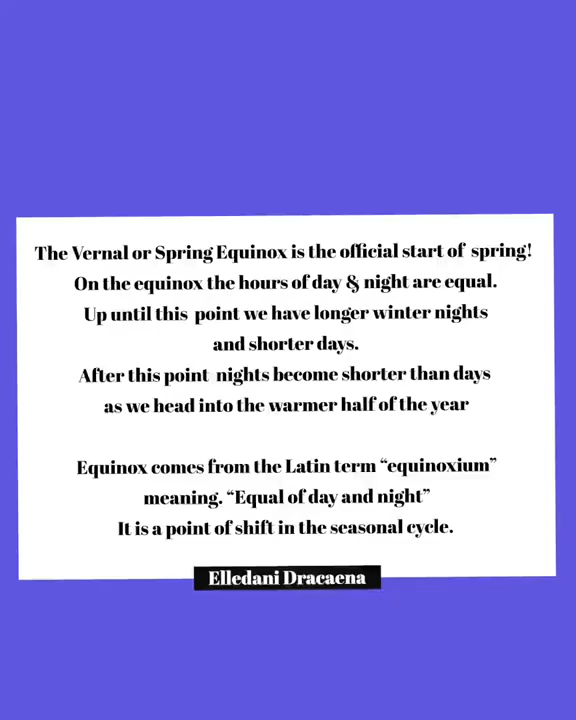 The Vernal or Spring Equinox is the official start of spring!
On the equinox the hours of day & night are equal.
Up until this point we have longer winter nights
and shorter days.
After this point nights become shorter than days
as we head into the warmer half of the year
Equinox comes from the Latin term “equinoxium”
meaning. “Equal of day and night”
It is a point of shift in the seasonal cycle.
Elledani Dracaena